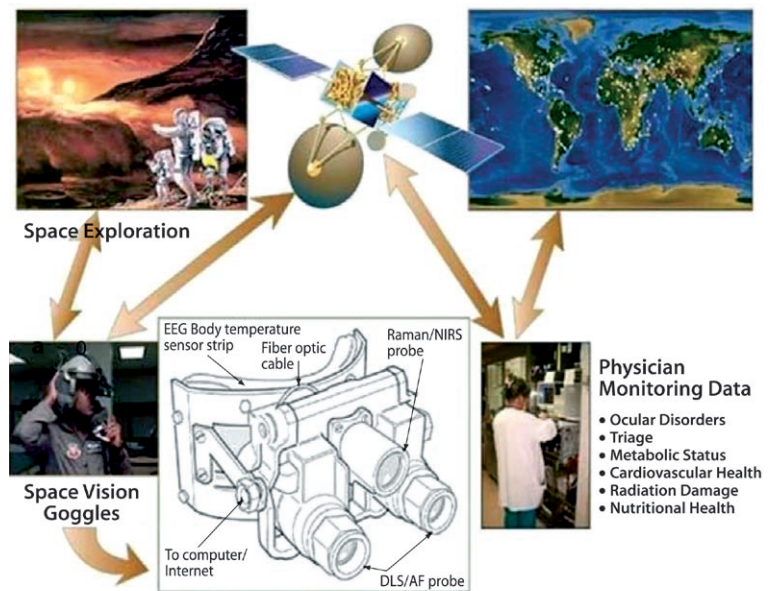 Space Exploration
EEG Body temperature
sensor strip
Fiber optic
cable
Raman/NIRS
probe
To computer/
Internet
DLS/AF probe
Space Vision
Goggles
Physician
Monitoring Data
• Ocular Disorders
• Triage
• Metabolic Status
• Cardiovascular Health
• Radiation Damage
• Nutritional Health